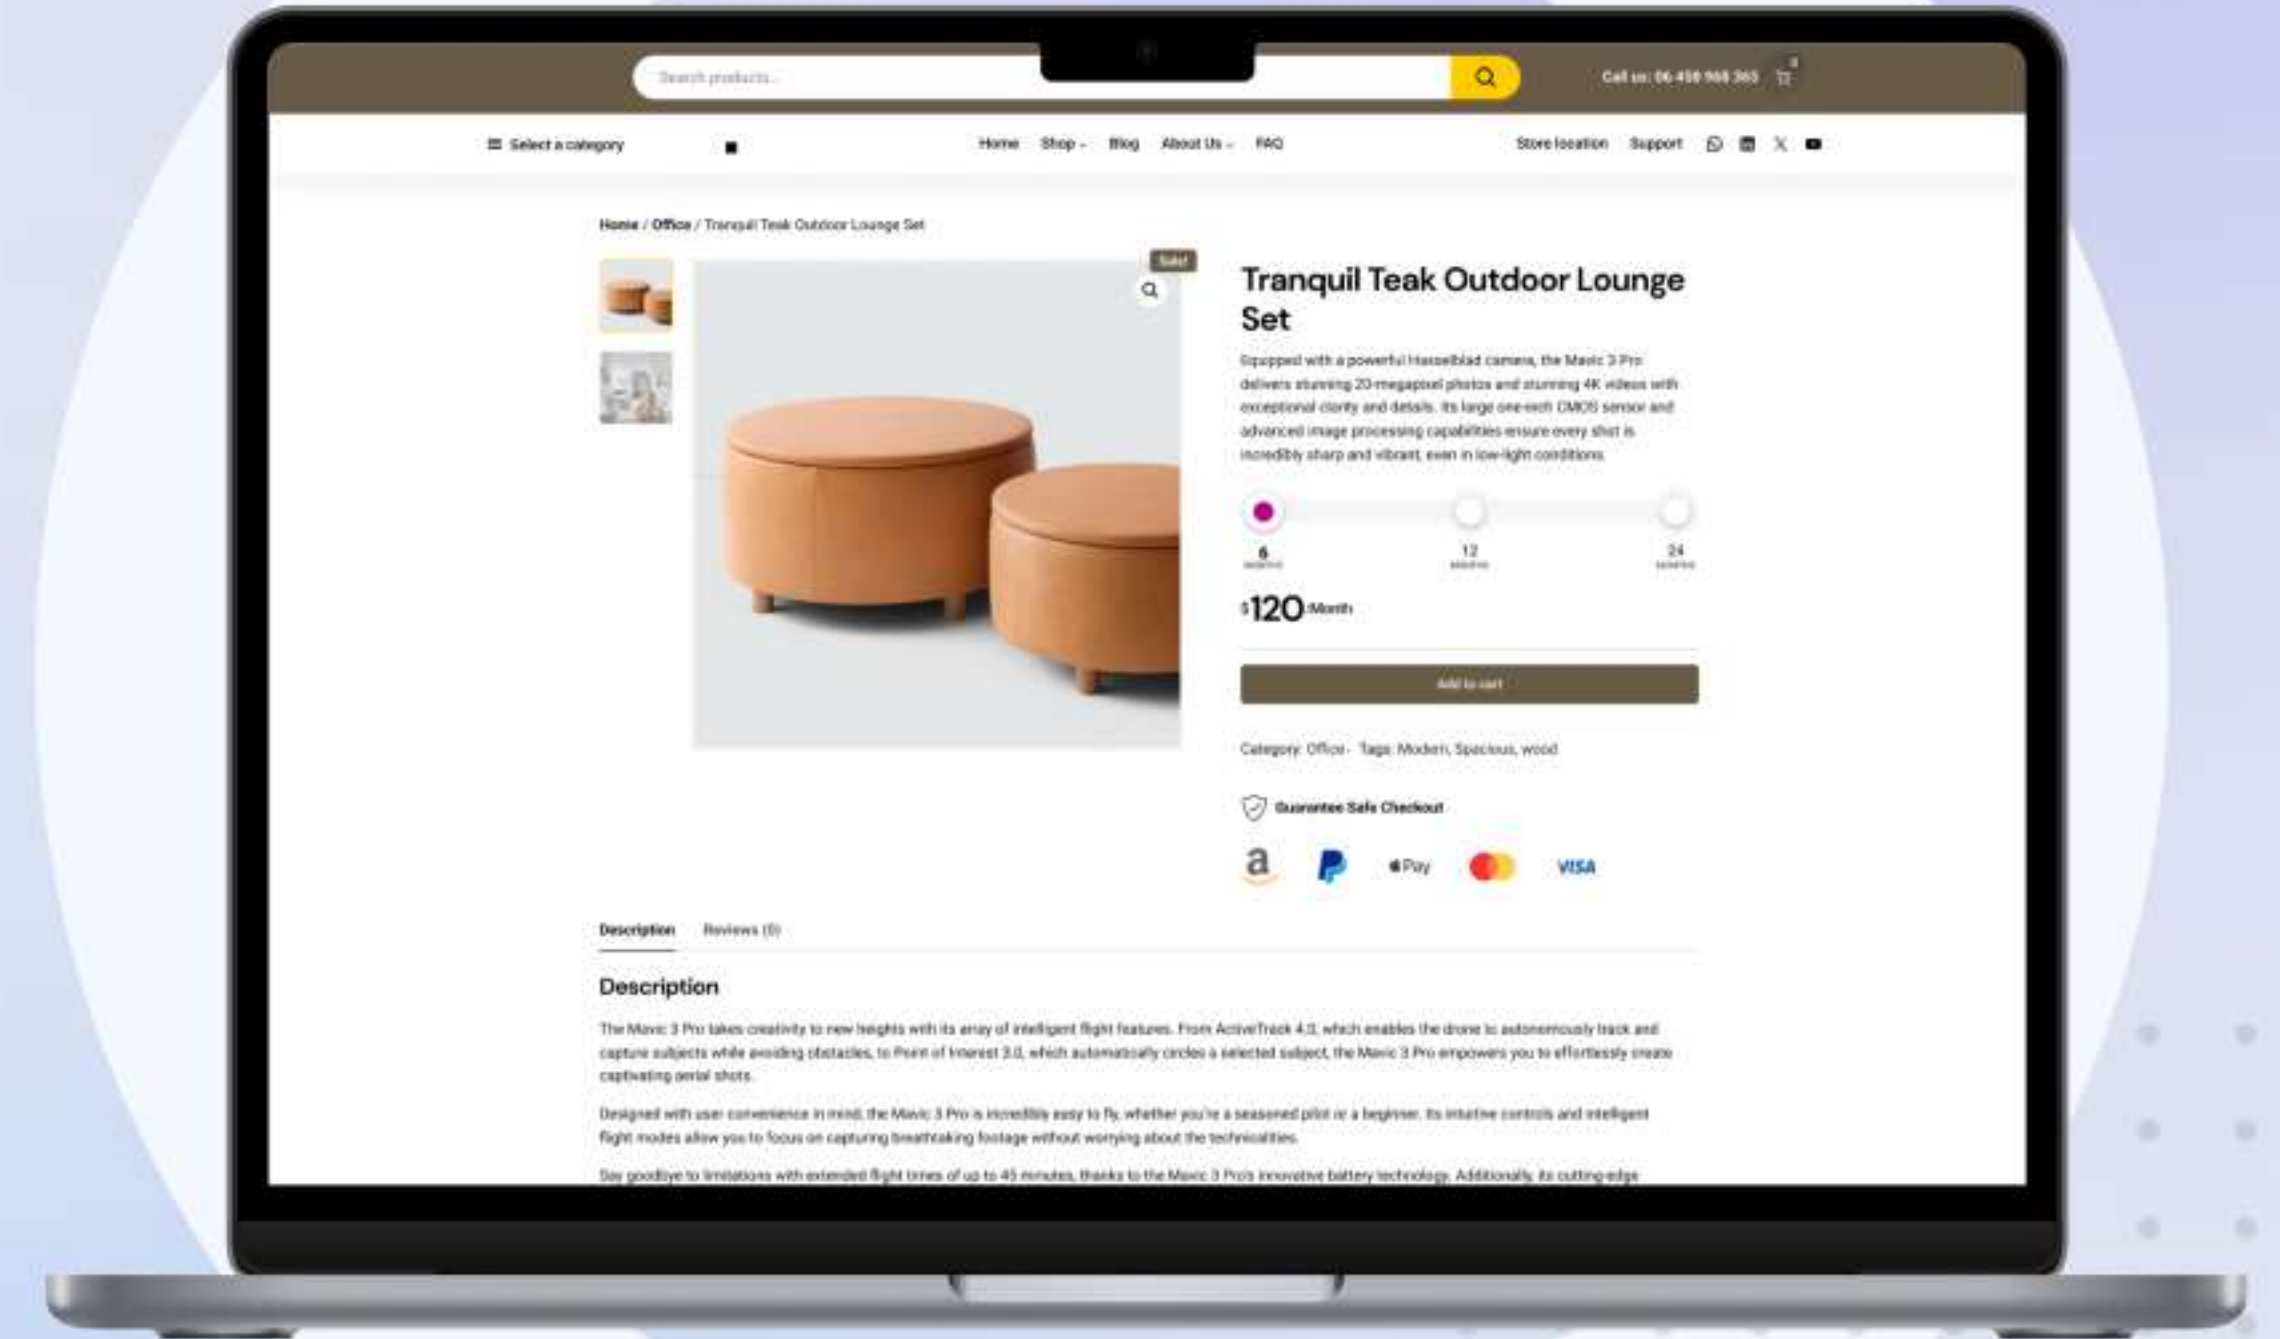 Search products...
Call us: 06 458 965 365
0
Select a category
Home Shop Blog About Us FAQ
Store location Support
Home / Office / Tranquil Teak Outdoor Lounge Set
Sale!
Tranquil Teak Outdoor Lounge
Set
Equipped with a powerful Hasselblad camera, the Mavic 3 Pro
delivers stunning 20-megapixel photos and stunning 4K videos with
exceptional clarity and details. Its large one-inch CMOS sensor and
advanced image processing capabilities ensure every shot is
incredibly sharp and vibrant, even in low-light conditions.
6 12 24
MONTHS MONTHS MONTHS
$120/Month
Add to cart
Category: Office Tags: Modern, Spacious, wood
Guarantee Safe Checkout
a Pay VISA
Description Reviews (0)
Description
The Mavic 3 Pro takes creativity to new heights with its array of intelligent flight features. From ActiveTrack 4.0, which enables the drone to autonomously track and
capture subjects while avoiding obstacles, to Point of Interest 3.0, which automatically circles a selected subject, the Mavic 3 Pro empowers you to effortlessly create
captivating aerial shots.
Designed with user convenience in mind, the Mavic 3 Pro is incredibly easy to fly, whether you're a seasoned pilot or a beginner. Its intuitive controls and intelligent
flight modes allow you to focus on capturing breathtaking footage without worrying about the technicalities.
Say goodbye to limitations with extended flight times of up to 45 minutes, thanks to the Mavic 3 Pro's innovative battery technology. Additionally, its cutting-edge